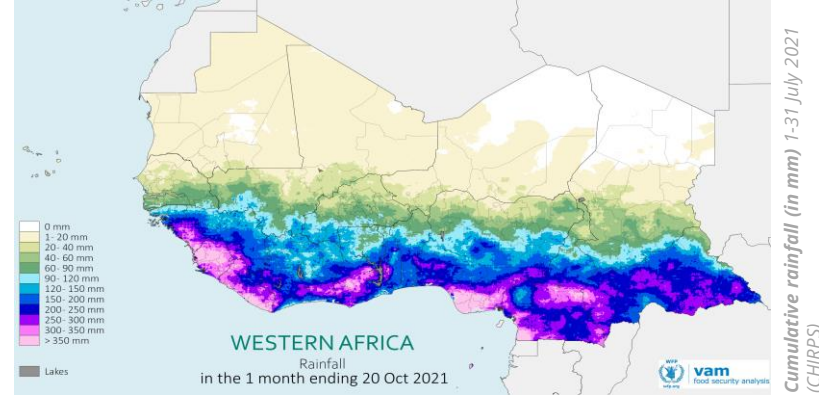 0 mm
1- 20 mm
20- 40 mm
40- 60 mm
60- 90 mm
90- 120 mm
120- 150 mm
150- 200 mm
200- 250 mm
250- 300 mm
300- 350 mm
> 350 mm
Lakes
WESTERN AFRICA
Rainfall
in the 1 month ending 20 Oct 2021
WFP
wfp.org
vam
food security analysis
Cumulative rainfall (in mm) 1-31 July 2021
(CHIRPS)